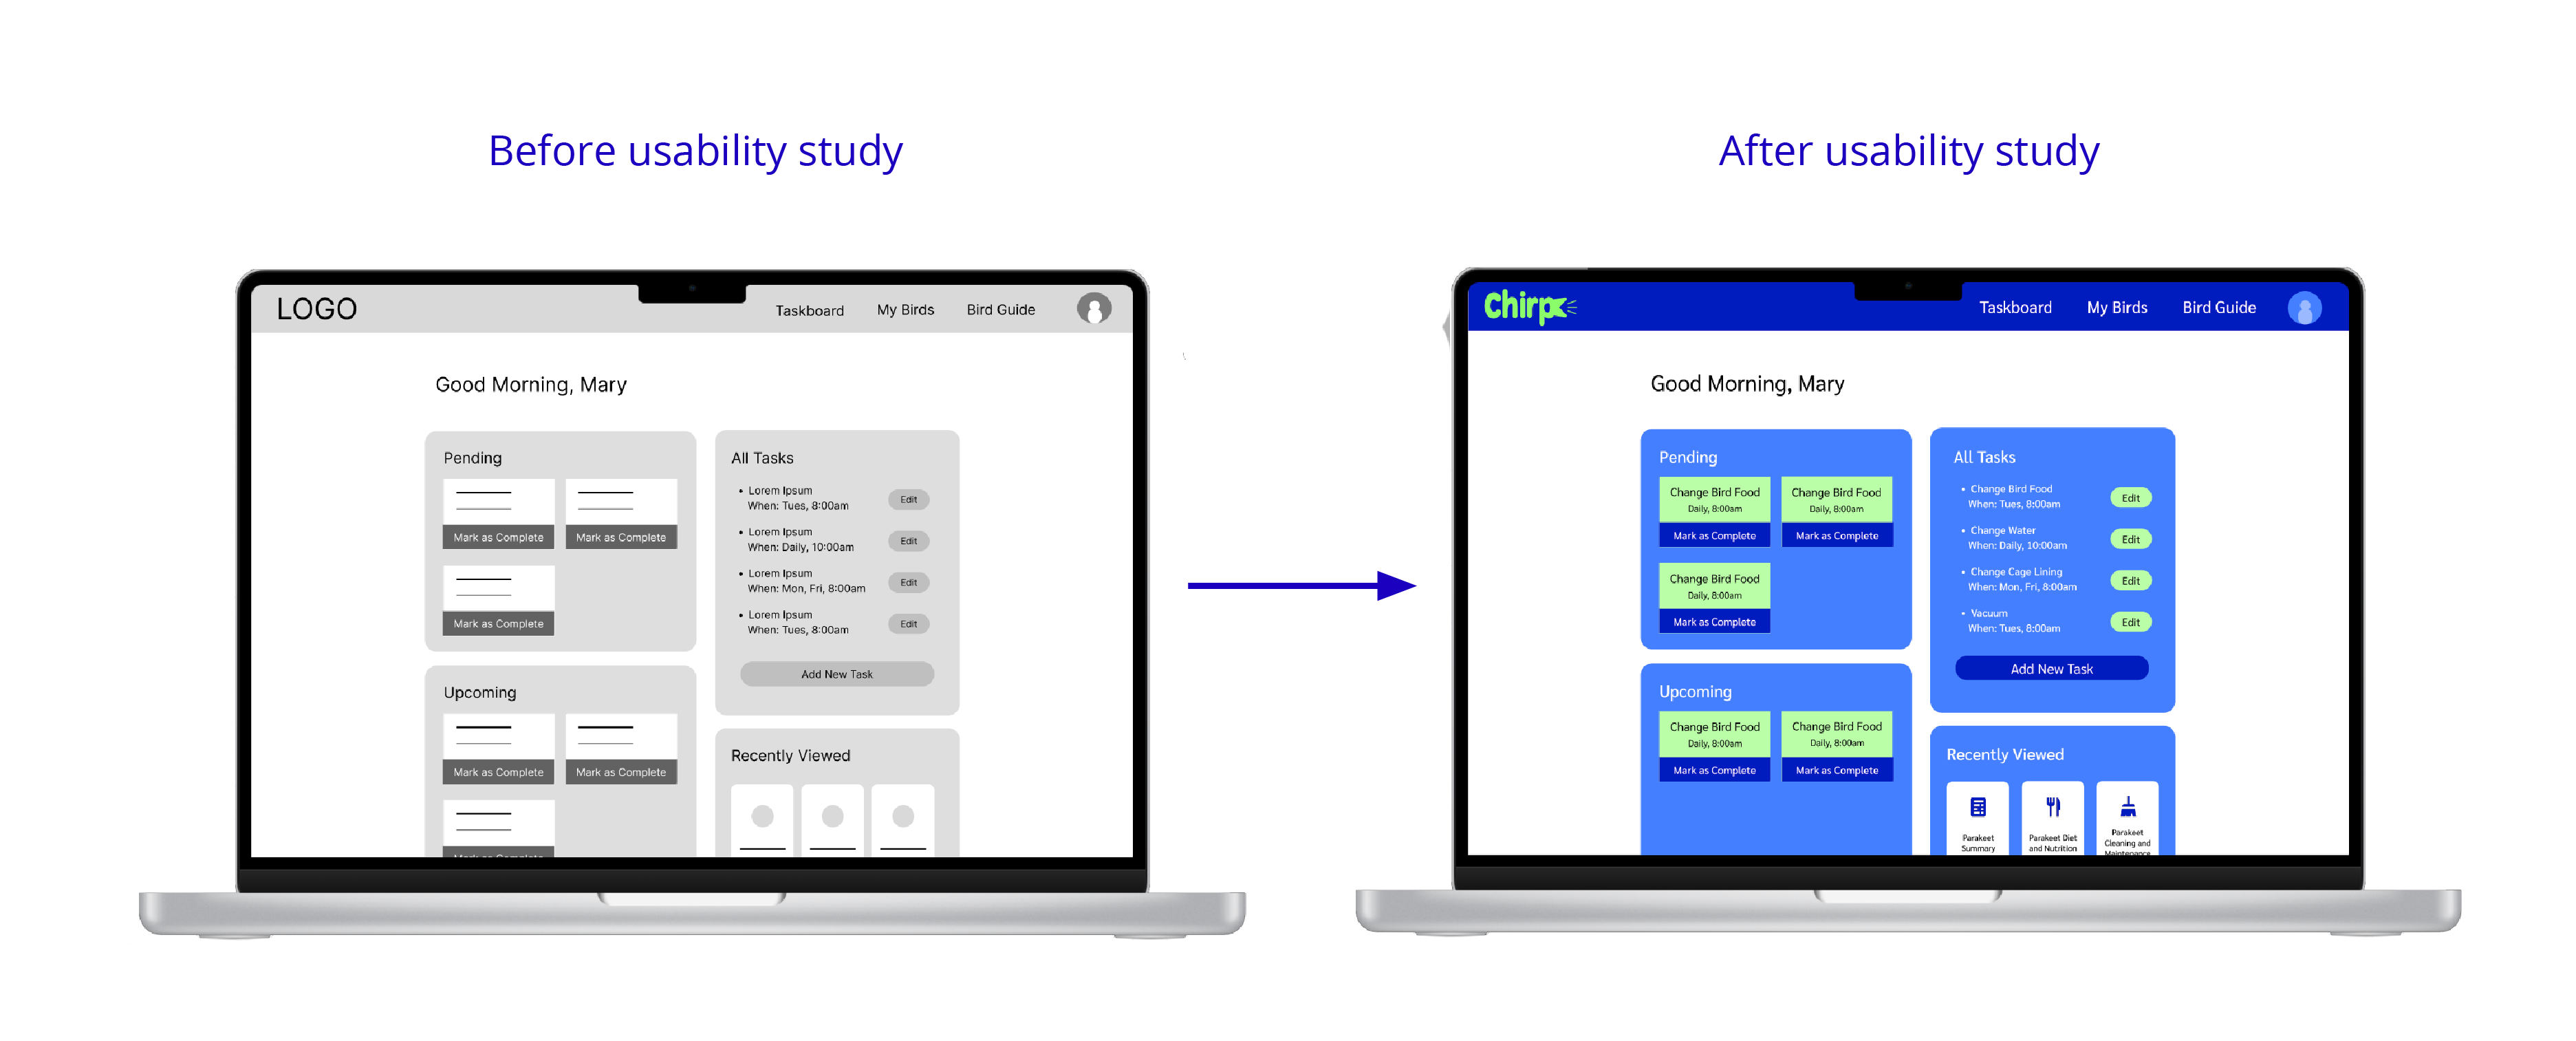 Before usability study
LOGO
Taskboard
My Birds
Bird Guide
Good Morning, Mary
Pending
Mark as Complete
Mark as Complete
Mark as Complete
Upcoming
Mark as Complete
Mark as Complete
Mark as Complete
All Tasks
• Lorem Ipsum
When: Tues, 8:00am
Edit
• Lorem Ipsum
When: Daily, 10:00am
Edit
• Lorem Ipsum
When: Mon, Fri, 8:00am
Edit
• Lorem Ipsum
When: Tues, 8:00am
Edit
Add New Task
Recently Viewed
After usability study
Chirp
Taskboard
My Birds
Bird Guide
Good Morning, Mary
Pending
Change Bird Food
Daily, 8:00am
Mark as Complete
Change Bird Food
Daily, 8:00am
Mark as Complete
Change Bird Food
Daily, 8:00am
Mark as Complete
Upcoming
Change Bird Food
Daily, 8:00am
Mark as Complete
Change Bird Food
Daily, 8:00am
Mark as Complete
All Tasks
• Change Bird Food
When: Tues, 8:00am
Edit
• Change Water
When: Daily, 10:00am
Edit
• Change Cage Lining
When: Mon, Fri, 8:00am
Edit
• Vacuum
When: Tues, 8:00am
Edit
Add New Task
Recently Viewed
Parakeet
Summary
Parakeet Diet
and Nutrition
Parakeet
Cleaning and
Maintenance